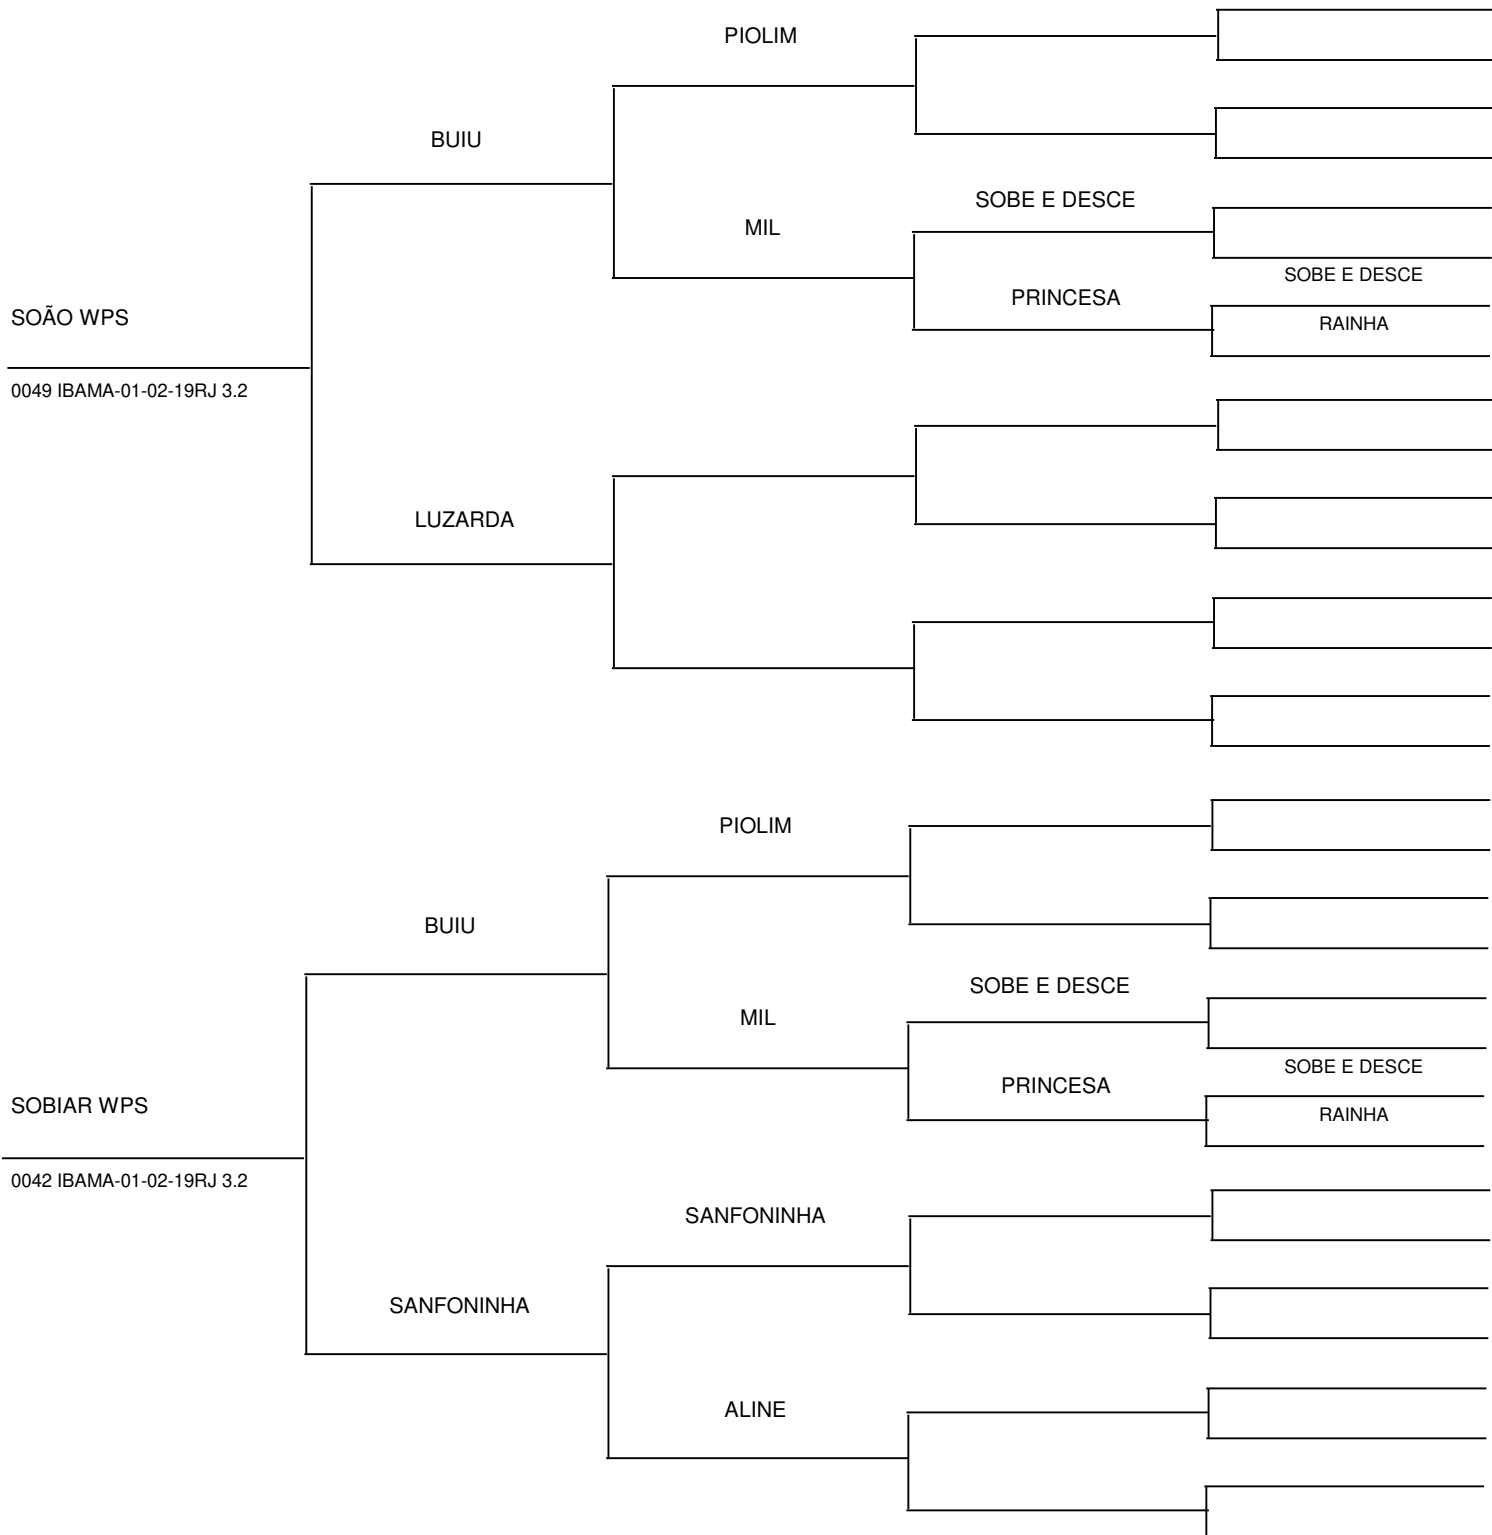 PIOLIM
BUIU
SOBE E DESCE
MIL
SOBE E DESCE
PRINCESA
SOÃO WPS
RAINHA
0049 IBAMA-01-02-19RJ 3.2
LUZARDA
PIOLIM
BUIU
SOBE E DESCE
MIL
SOBE E DESCE
PRINCESA
SOBIAR WPS
RAINHA
0042 IBAMA-01-02-19RJ 3.2
SANFONINHA
SANFONINHA
ALINE